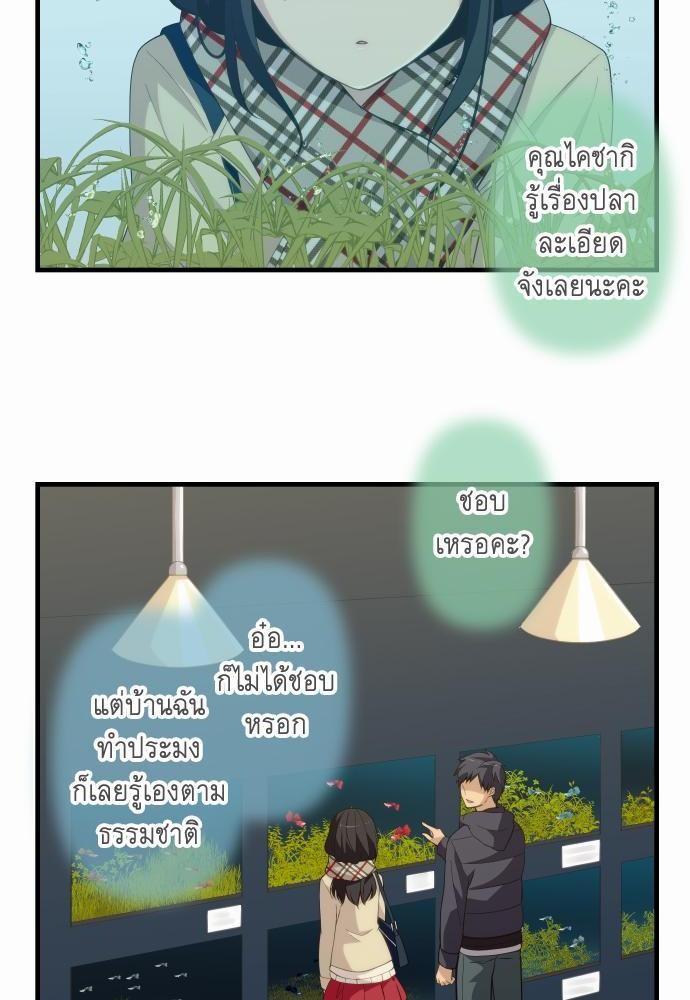 คุณไคซากิ
รู้เรื่องปลา
ละเอียด
จังเลยนะคะ
ชอบ
เหรอคะ?
อ๋อ...
ก็ไม่ได้ชอบ
หรอก
แต่บ้านฉัน
ทำประมง
ก็เลยรู้เองตาม
ธรรมชาติ